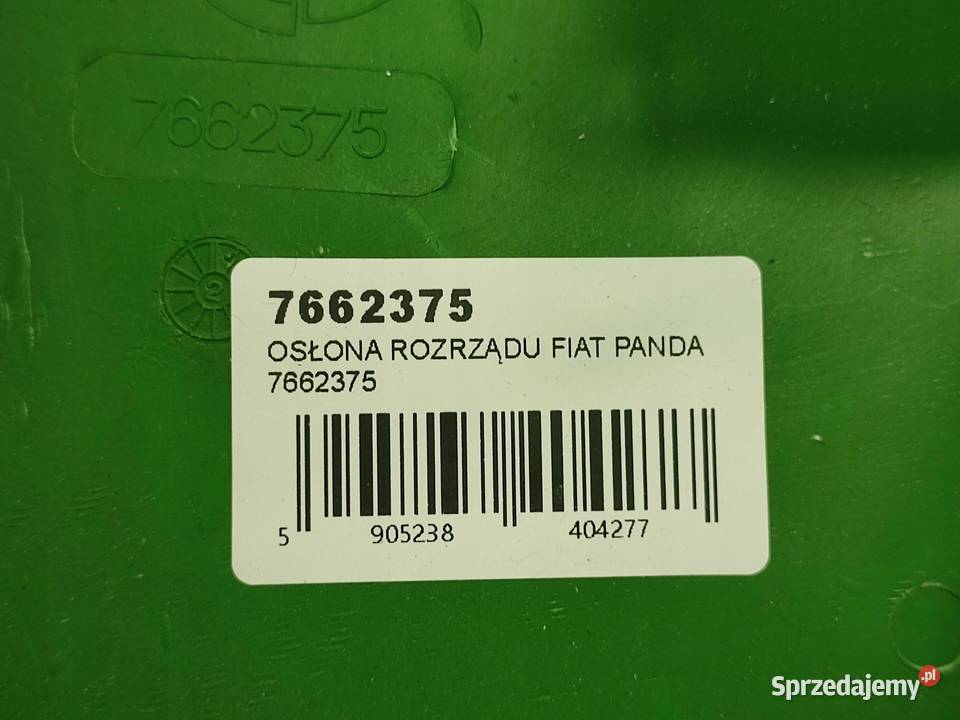 7662375
7662375
OSŁONA ROZRZĄDU FIAT PANDA
7662375
5 905238 404277
Sprzedajemy.pl